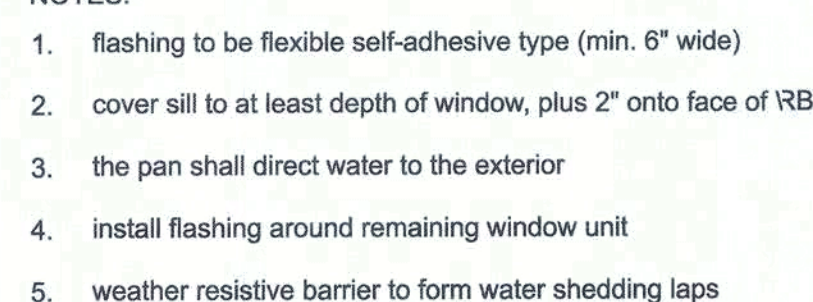 NOTES:
1. flashing to be flexible self-adhesive type (min. 6" wide)
2. cover sill to at least depth of window, plus 2" onto face of \RB
3. the pan shall direct water to the exterior
4. install flashing around remaining window unit
5. weather resistive barrier to form water shedding laps